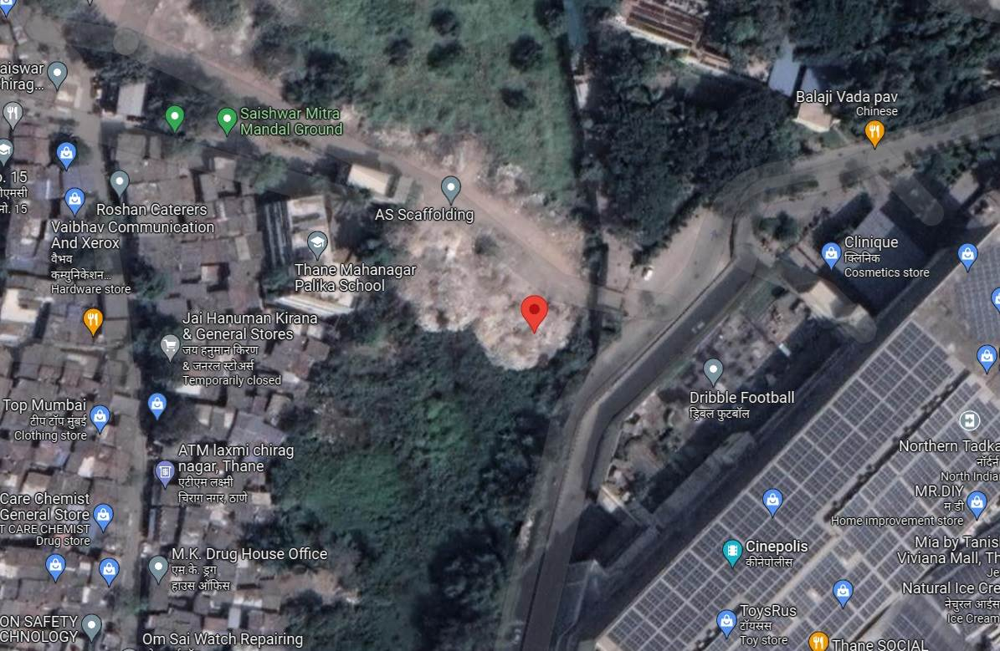 aiswar
hirag...
Saishwar Mitra
Mandal Ground
Balaji Vada pav
Chinese
o. 15
ीएमसी
नो. 15
Roshan Caterers
Vaibhav Communication
And Xerox
वैभव
कम्युनिकेशन...
Hardware store
AS Scaffolding
Thane Mahanagar
Palika School
Clinique
क्लिनिक
Cosmetics store
Jai Hanuman Kirana
& General Stores
जय हनुमान किरण
& जनरल स्टोअर्स
Temporarily closed
Dribble Football
ड्रिबल फुटबॉल
Top Mumbai
टीप टॉप मुंबई
Clothing store
ATM laxmi chirag
nagar, Thane
एटीएम लक्ष्मी
चिराग नगर, ठाणे
Northern Tadka
नॉर्दर्न
North Indian
MR.DIY
म डी
Home improvement store
Care Chemist
General Store
T CARE CHEMIST
Drug store
M.K. Drug House Office
एम.के. ड्रग
हाउस ऑफिस
Cinepolis
कीनेपोलीस
Mia by Tanis
Viviana Mall, Th
Je
Natural Ice Cre
नेचुरल आईस
Ice Cream
ToysRus
टॉयसरस
Toy store
ON SAFETY
CHNOLOGY
Om Sai Watch Repairing
Thane SOCIAL